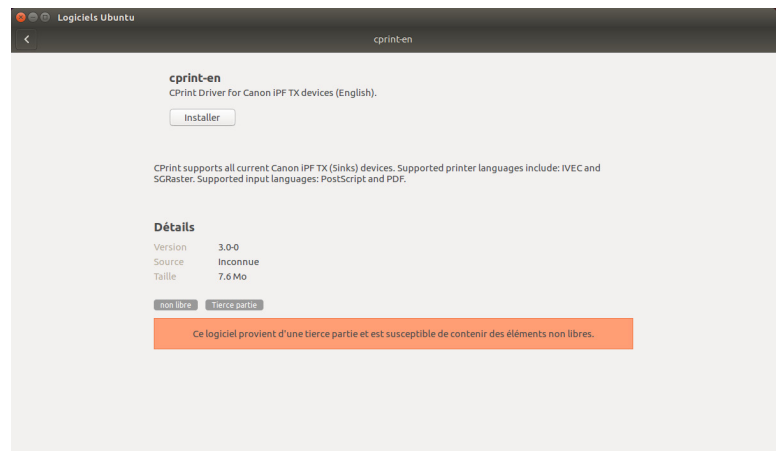 Logiciels Ubuntu
cprint-en
cprint-en
CPrint Driver for Canon iPF TX devices (English).
Installer
CPrint supports all current Canon iPF TX (Sinks) devices. Supported printer languages include: IVEC and
SGRaster. Supported input languages: PostScript and PDF.
Détails
Version 3.0-0
Source Inconnue
Taille 7.6 Mo
non libre Tierce partie
Ce logiciel provient d'une tierce partie et est susceptible de contenir des éléments non libres.